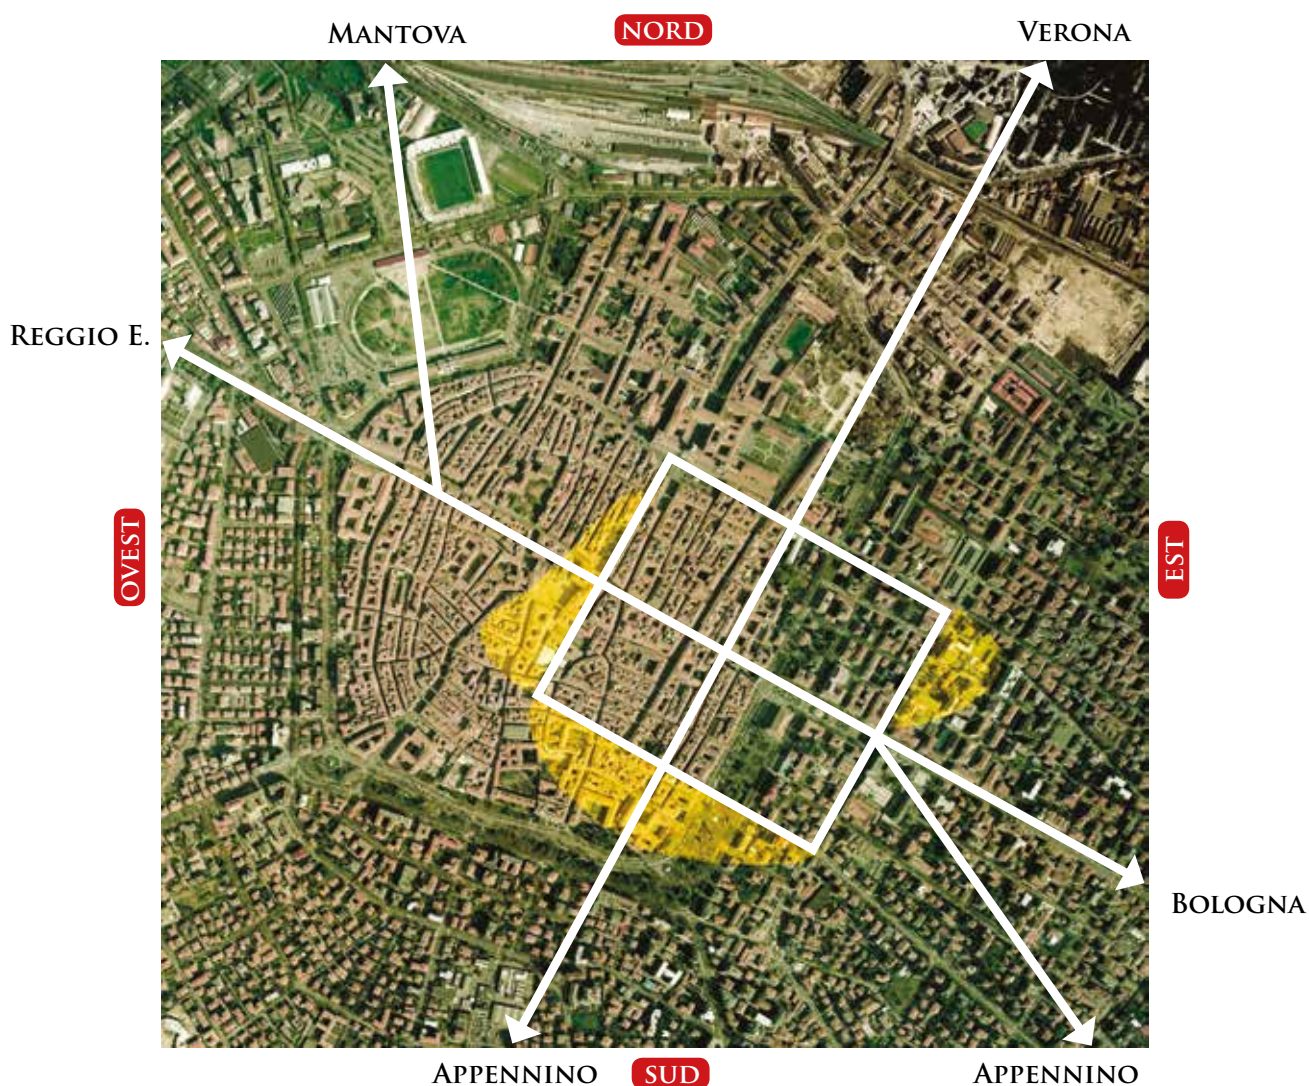 Mantova
NORD
Verona
Reggio E.
OVEST
EST
Bologna
Appennino
SUD
Appennino